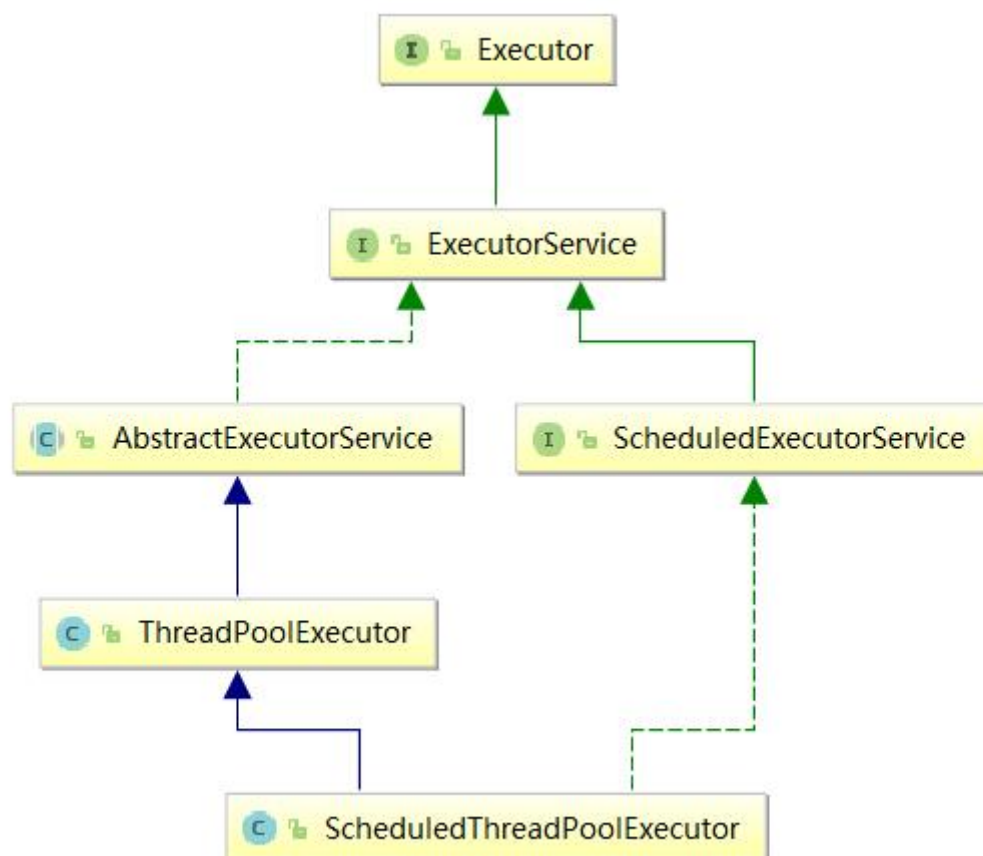 I Executor
I ExecutorService
C AbstractExecutorService
I ScheduledExecutorService
C ThreadPoolExecutor
C ScheduledThreadPoolExecutor